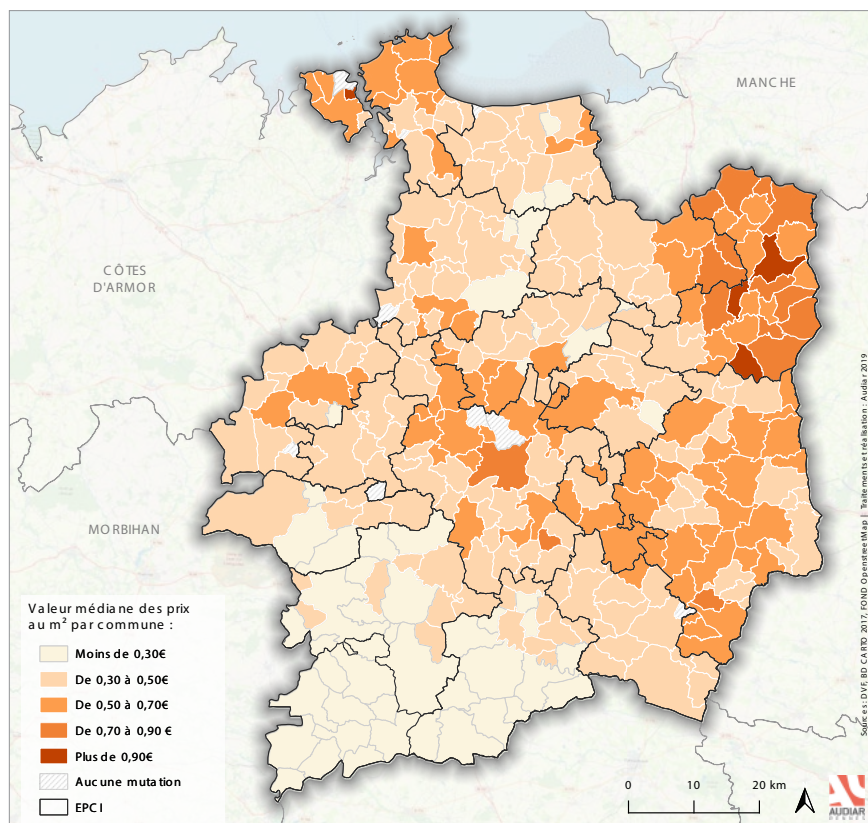 MANCHE
CÔTES
D'ARMOR
MORBIHAN
Valeur médiane des prix
au m² par commune :
Moins de 0,30€
De 0,30 à 0,50€
De 0,50 à 0,70€
De 0,70 à 0,90 €
Plus de 0,90€
Aucune mutation
EPCI
0 10 20 km
AUDIAR
RENNES
Sources : DVF, BD CARTO 2017, FOND OpenstreetMap | Traitements et réalisation : Audiar 2019